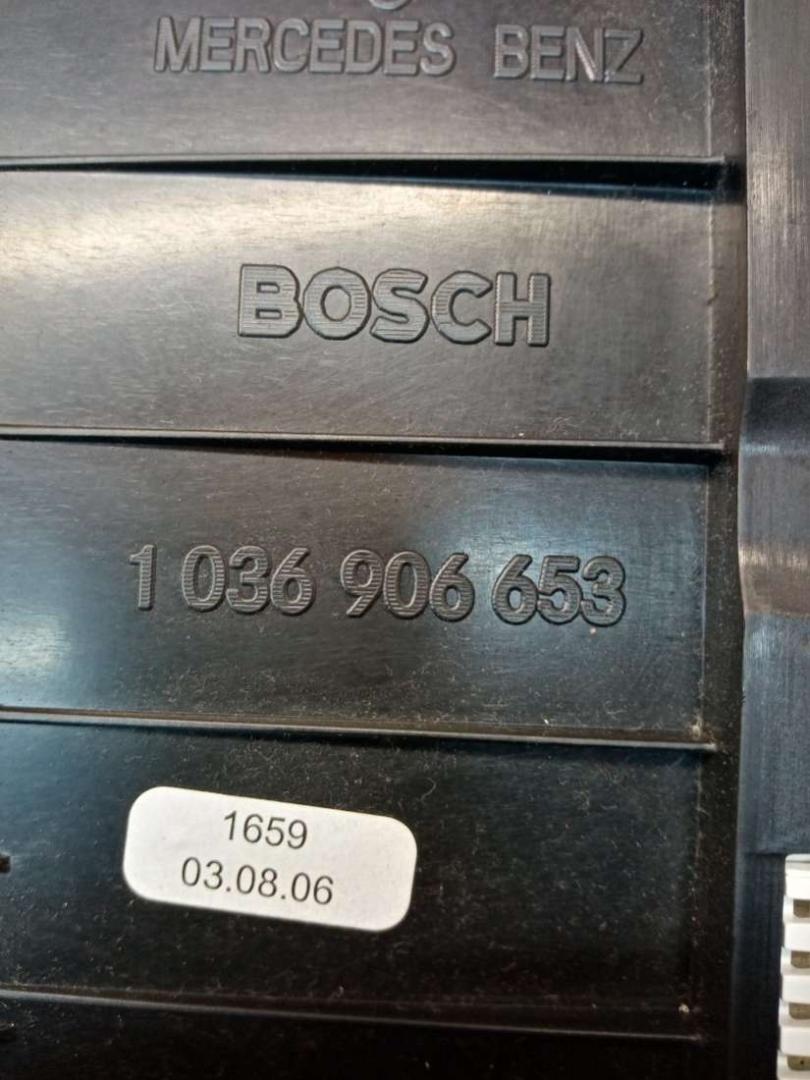 MERCEDES BENZ
BOSCH
1 036 906 653
1659
03.08.06